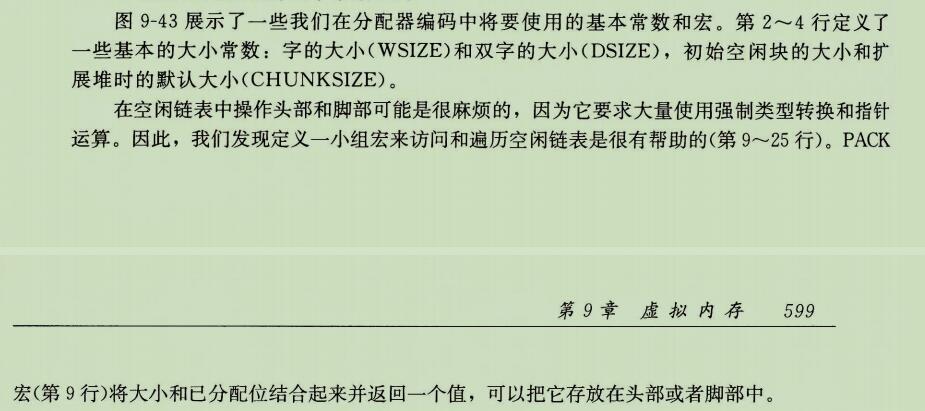 图 9-43 展示了一些我们在分配器编码中将要使用的基本常数和宏。第 2～4 行定义了
一些基本的大小常数：字的大小(WSIZE)和双字的大小(DSIZE)，初始空闲块的大小和扩
展堆时的默认大小(CHUNKSIZE)。
在空闲链表中操作头部和脚部可能是很麻烦的，因为它要求大量使用强制类型转换和指针
运算。因此，我们发现定义一小组宏来访问和遍历空闲链表是很有帮助的(第 9～25 行)。PACK
第 9 章 虚拟内存 599
宏(第 9 行)将大小和已分配位结合起来并返回一个值，可以把它存放在头部或者脚部中。